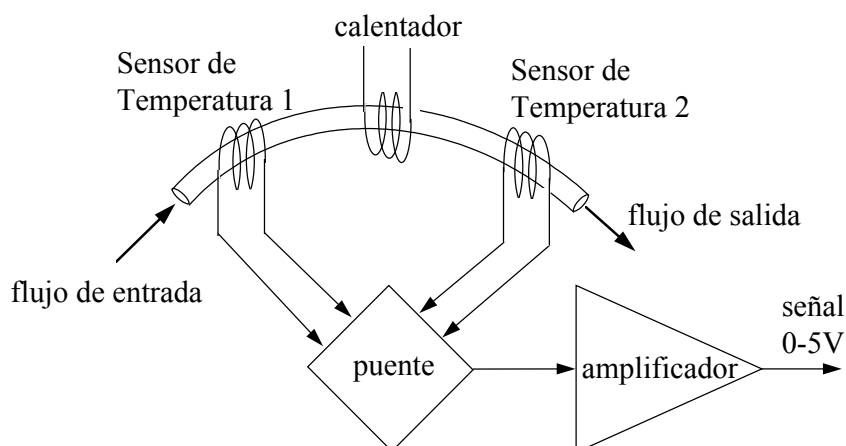 calentador
Sensor de
Temperatura 1
Sensor de
Temperatura 2
flujo de salida
flujo de entrada
señal
0-5V
puente
amplificador